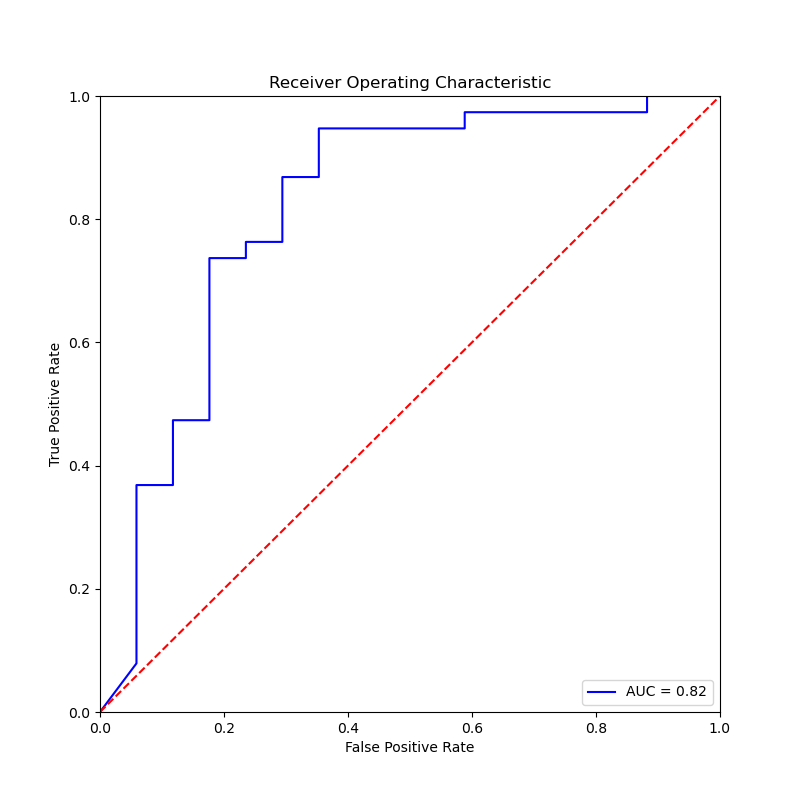 Receiver Operating Characteristic
1.0
0.8
0.6
0.4
0.2
0.0
True Positive Rate
AUC = 0.82
0.0 0.2 0.4 0.6 0.8 1.0
False Positive Rate